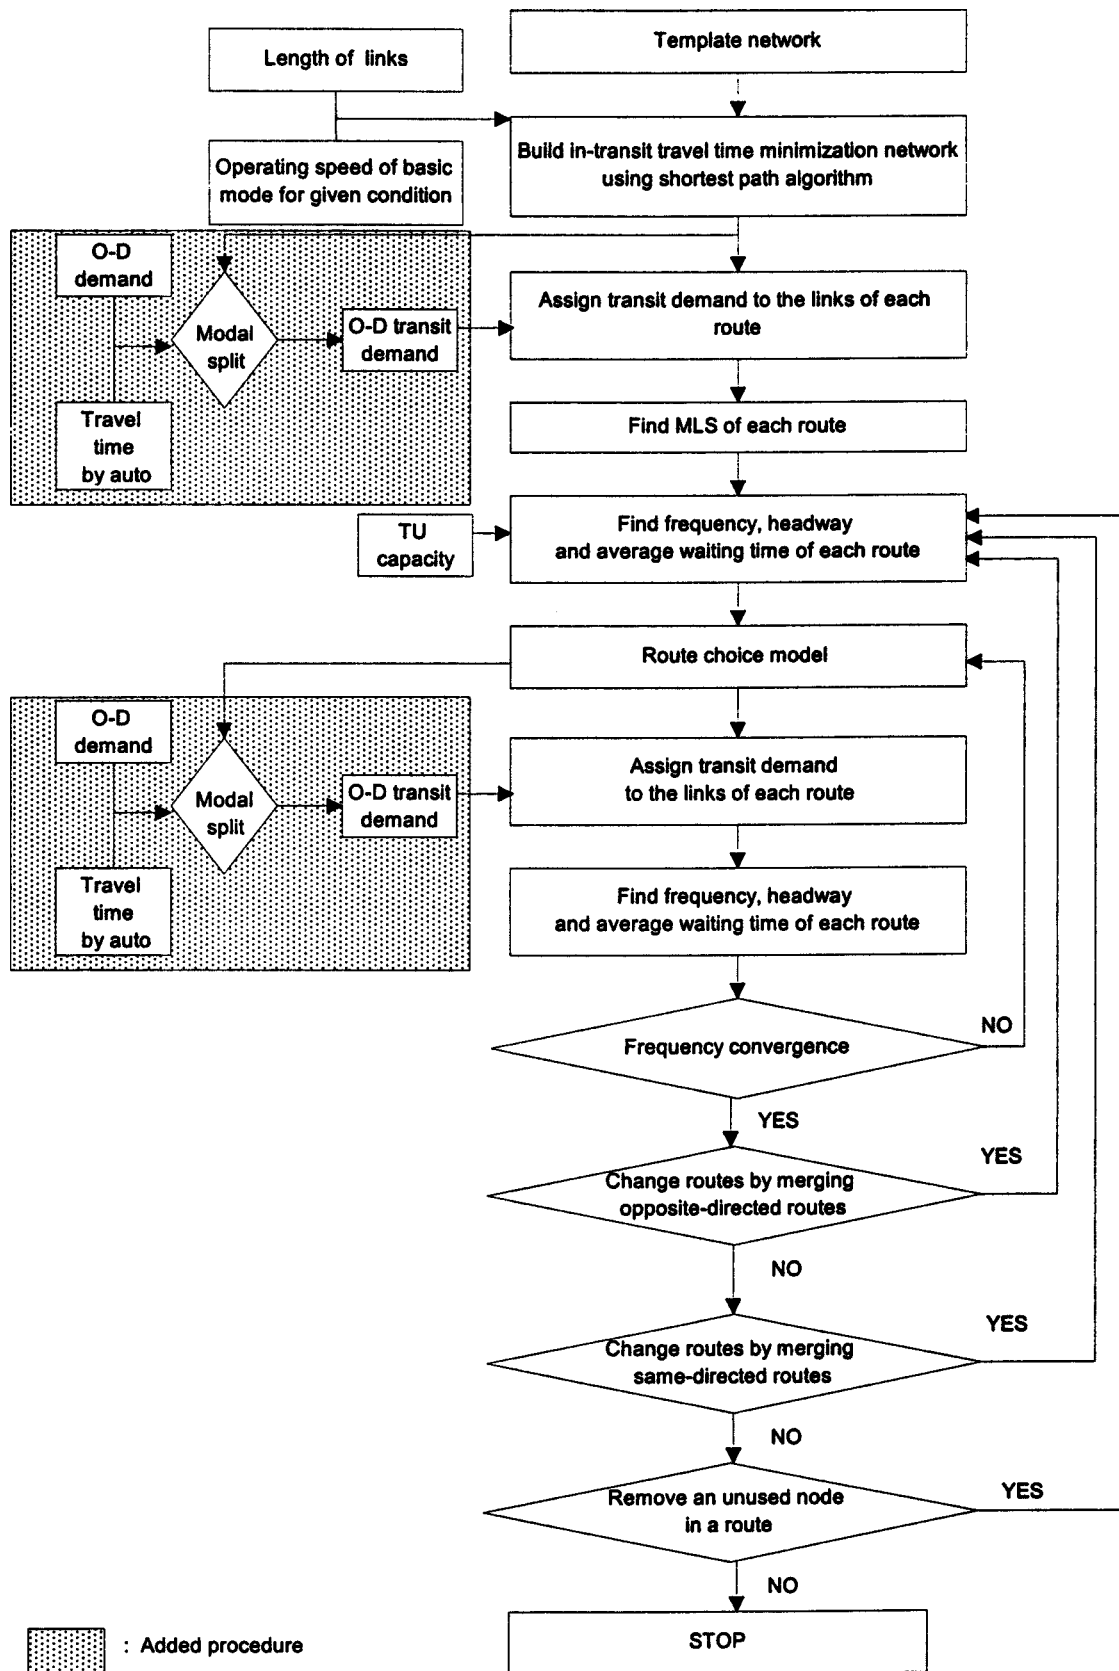 Template network
Length of links
Build in-transit travel time minimization network
using shortest path algorithm
Operating speed of basic
mode for given condition
O-D
demand
Modal
split
O-D transit
demand
Assign transit demand to the links of each
route
Travel
time
by auto
Find MLS of each route
TU
capacity
Find frequency, headway
and average waiting time of each route
Route choice model
O-D
demand
Modal
split
O-D transit
demand
Assign transit demand
to the links of each route
Travel
time
by auto
Find frequency, headway
and average waiting time of each route
Frequency convergence
NO
YES
Change routes by merging
opposite-directed routes
YES
NO
Change routes by merging
same-directed routes
YES
NO
Remove an unused node
in a route
YES
NO
STOP
: Added procedure